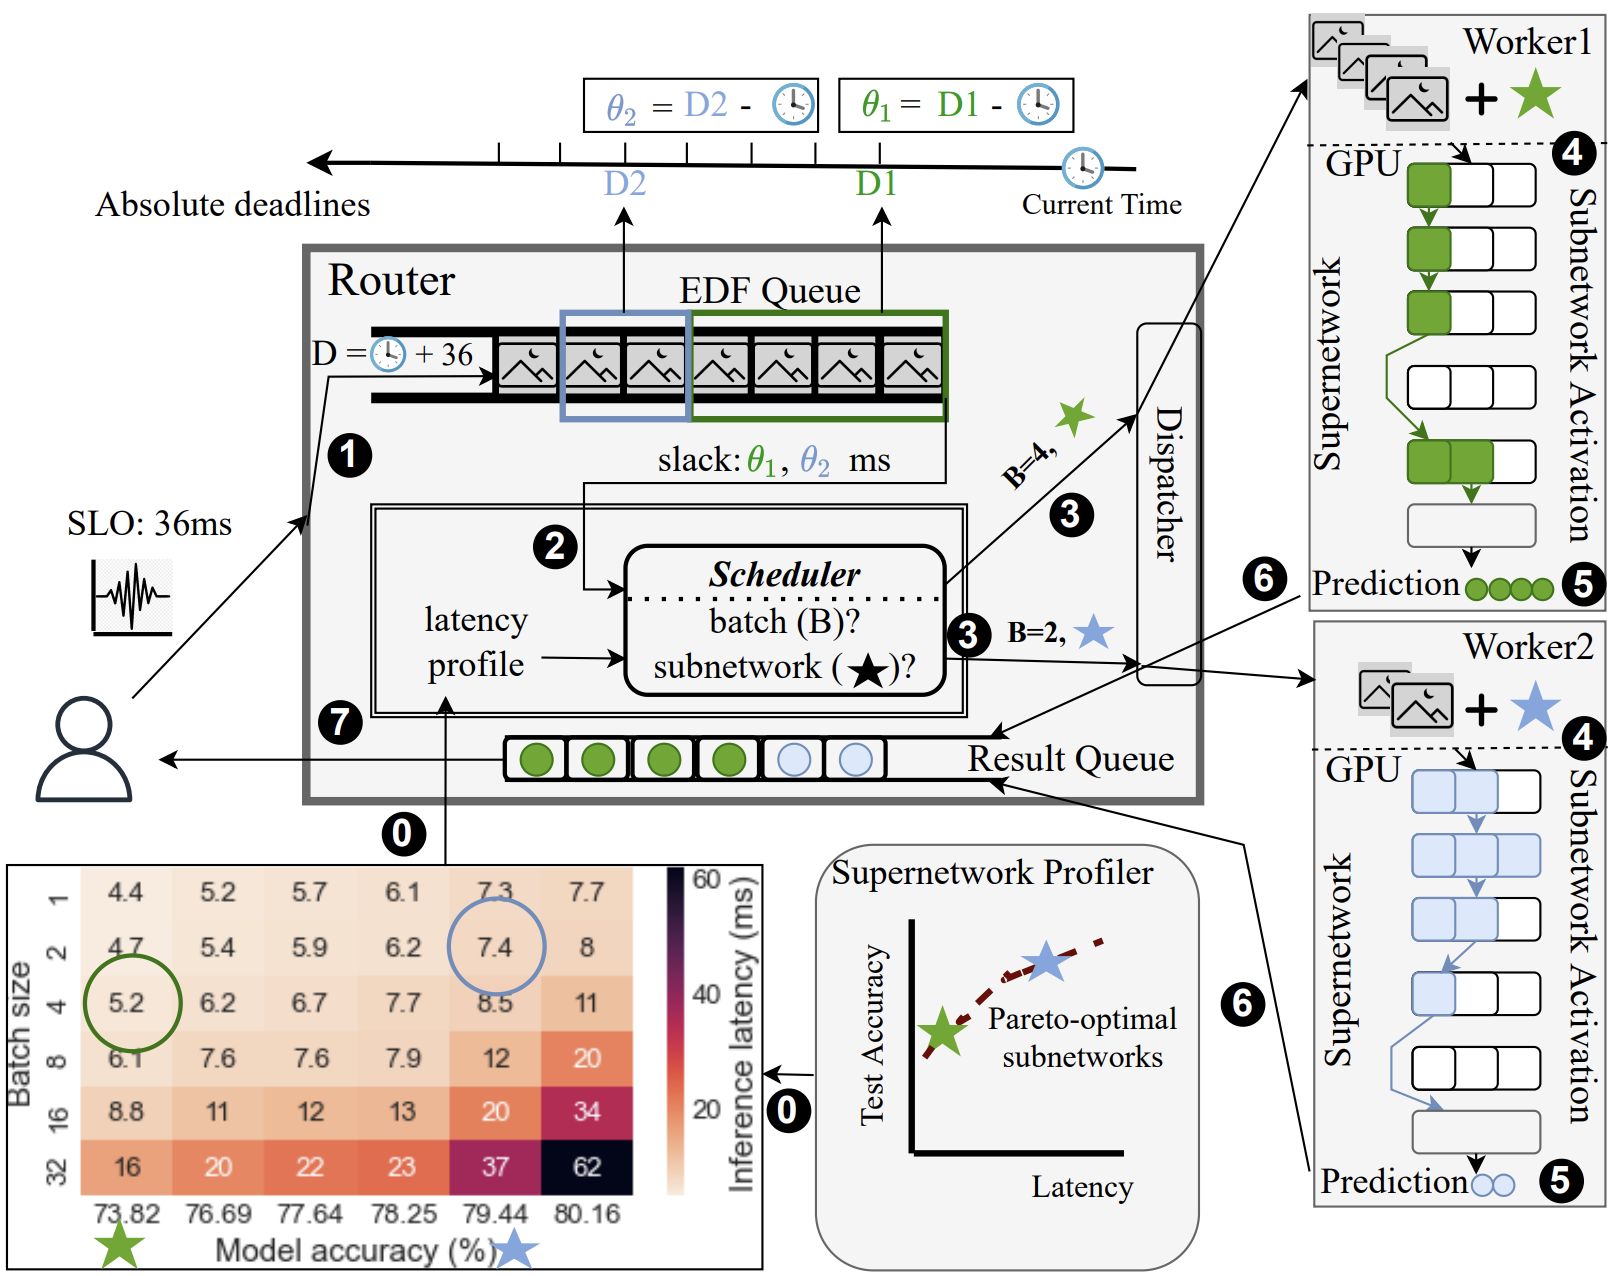 θ₂ = D2 -
θ₁ = D1 -
D2
D1
Absolute deadlines
Current Time
Router
EDF Queue
D = + 36
1
slack: θ₁, θ₂ ms
SLO: 36ms
2
Scheduler
batch (B)?
subnetwork ( )?
latency
profile
B=4,
3
3
B=2,
Dispatcher
7
Result Queue
6
6
0
0
Worker1
+
4
GPU
Supernetwork
Subnetwork Activation
Prediction
5
Worker2
+
4
GPU
Supernetwork
Subnetwork Activation
Prediction
5
Batch size
1 4.4 5.2 5.7 6.1 7.3 7.7
2 4.7 5.4 5.9 6.2 7.4 8
4 5.2 6.2 6.7 7.7 8.5 11
8 6.1 7.6 7.6 7.9 12 20
16 8.8 11 12 13 20 34
32 16 20 22 23 37 62
73.82 76.69 77.64 78.25 79.44 80.16
Model accuracy (%)
60
40
20
Inference latency (ms)
Supernetwork Profiler
Test Accuracy
Pareto-optimal
subnetworks
Latency